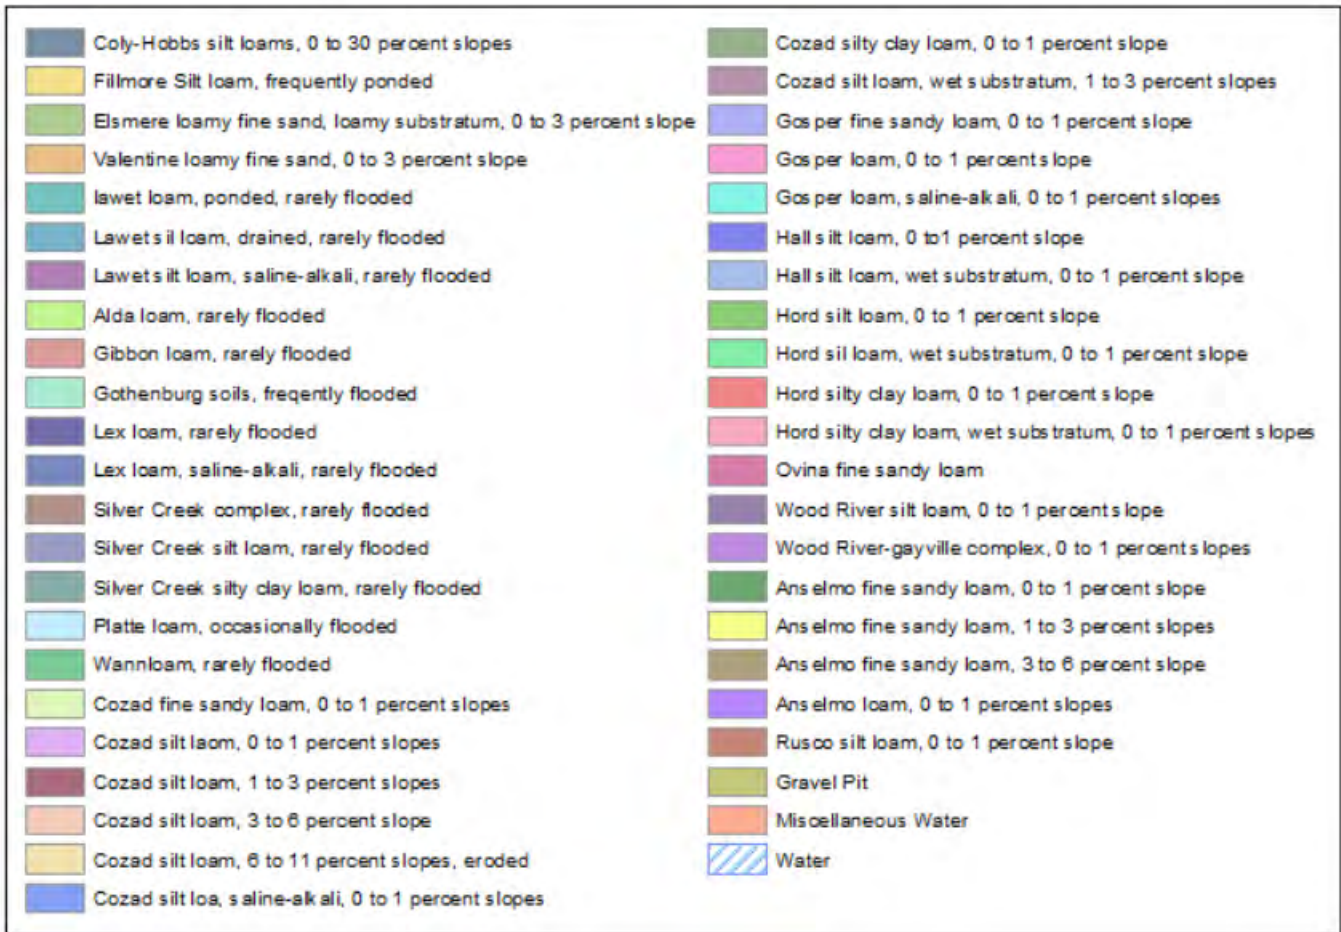 Coly-Hobbs silt loams, 0 to 30 percent slopes
Fillmore Silt loam, frequently ponded
Elsmere loamy fine sand, loamy substratum, 0 to 3 percent slope
Valentine loamy fine sand, 0 to 3 percent slope
lawet loam, ponded, rarely flooded
Lawet sil loam, drained, rarely flooded
Lawet silt loam, saline-alkali, rarely flooded
Alda loam, rarely flooded
Gibbon loam, rarely flooded
Gothenburg soils, freqently flooded
Lex loam, rarely flooded
Lex loam, saline-alkali, rarely flooded
Silver Creek complex, rarely flooded
Silver Creek silt loam, rarely flooded
Silver Creek silty clay loam, rarely flooded
Platte loam, occasionally flooded
Wannloam, rarely flooded
Cozad fine sandy loam, 0 to 1 percent slopes
Cozad silt laom, 0 to 1 percent slopes
Cozad silt loam, 1 to 3 percent slopes
Cozad silt loam, 3 to 6 percent slope
Cozad silt loam, 6 to 11 percent slopes, eroded
Cozad silt loa, saline-alkali, 0 to 1 percent slopes
Cozad silty clay loam, 0 to 1 percent slope
Cozad silt loam, wet substratum, 1 to 3 percent slopes
Gosper fine sandy loam, 0 to 1 percent slope
Gosper loam, 0 to 1 percent slope
Gosper loam, saline-alkali, 0 to 1 percent slopes
Hall silt loam, 0 to1 percent slope
Hall silt loam, wet substratum, 0 to 1 percent slope
Hord silt loam, 0 to 1 percent slope
Hord sil loam, wet substratum, 0 to 1 percent slope
Hord silty clay loam, 0 to 1 percent slope
Hord silty clay loam, wet substratum, 0 to 1 percent slopes
Ovina fine sandy loam
Wood River silt loam, 0 to 1 percent slope
Wood River-gayville complex, 0 to 1 percent slopes
Anselmo fine sandy loam, 0 to 1 percent slope
Anselmo fine sandy loam, 1 to 3 percent slopes
Anselmo fine sandy loam, 3 to 6 percent slope
Anselmo loam, 0 to 1 percent slopes
Rusco silt loam, 0 to 1 percent slope
Gravel Pit
Miscellaneous Water
Water